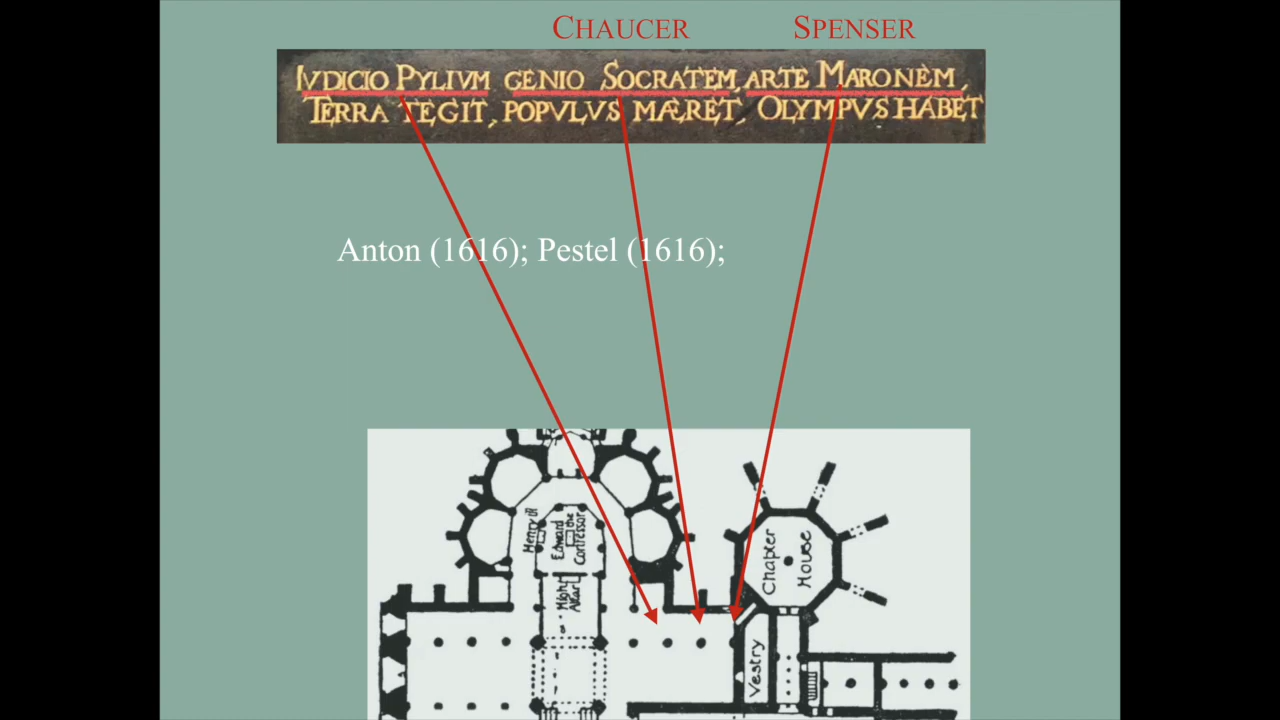 CHAUCER SPENSER
IVDICIO PYLIVM GENIO SOCRATEM, ARTE MARONEM,
TERRA TEGIT, POPVLVS MÆRET, OLYMPVS HABET
Anton (1616); Pestel (1616);
Henry V
Edward the Confessor
High Altar
Chapter House
Vestry